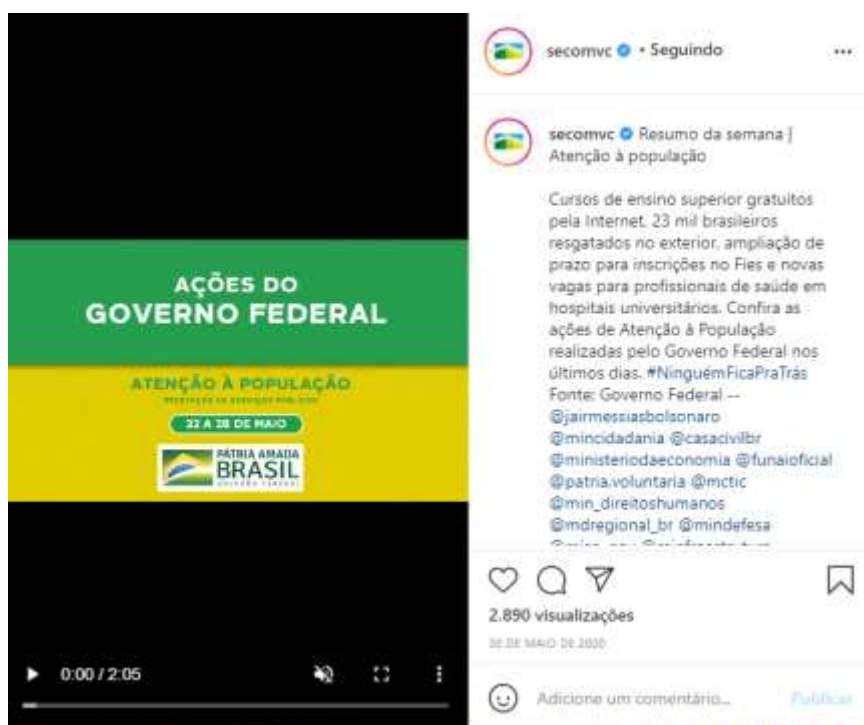 AÇÕES DO
GOVERNO FEDERAL
ATENÇÃO À POPULAÇÃO
22 A 28 DE MAIO
PÁTRIA AMADA
BRASIL
GOVERNO FEDERAL
0:00 / 2:05
secomvc • Seguindo
secomvc Resumo da semana |
Atenção à população
Cursos de ensino superior gratuitos
pela Internet, 23 mil brasileiros
resgatados no exterior, ampliação de
prazo para inscrições no Fies e novas
vagas para profissionais de saúde em
hospitais universitários. Confira as
ações de Atenção à População
realizadas pelo Governo Federal nos
últimos dias. #NinguémFicaPraTrás
Fonte: Governo Federal --
@jairmessiasbolsonaro
@mincidadania @casacivilbr
@ministeriodaeconomia @funaioficial
@patria.voluntaria @mctic
@min_direitoshumanos
@mdregional_br @mindefesa
2.890 visualizações
DE MAIO DE 2020
Adicione um comentário...
Publicar